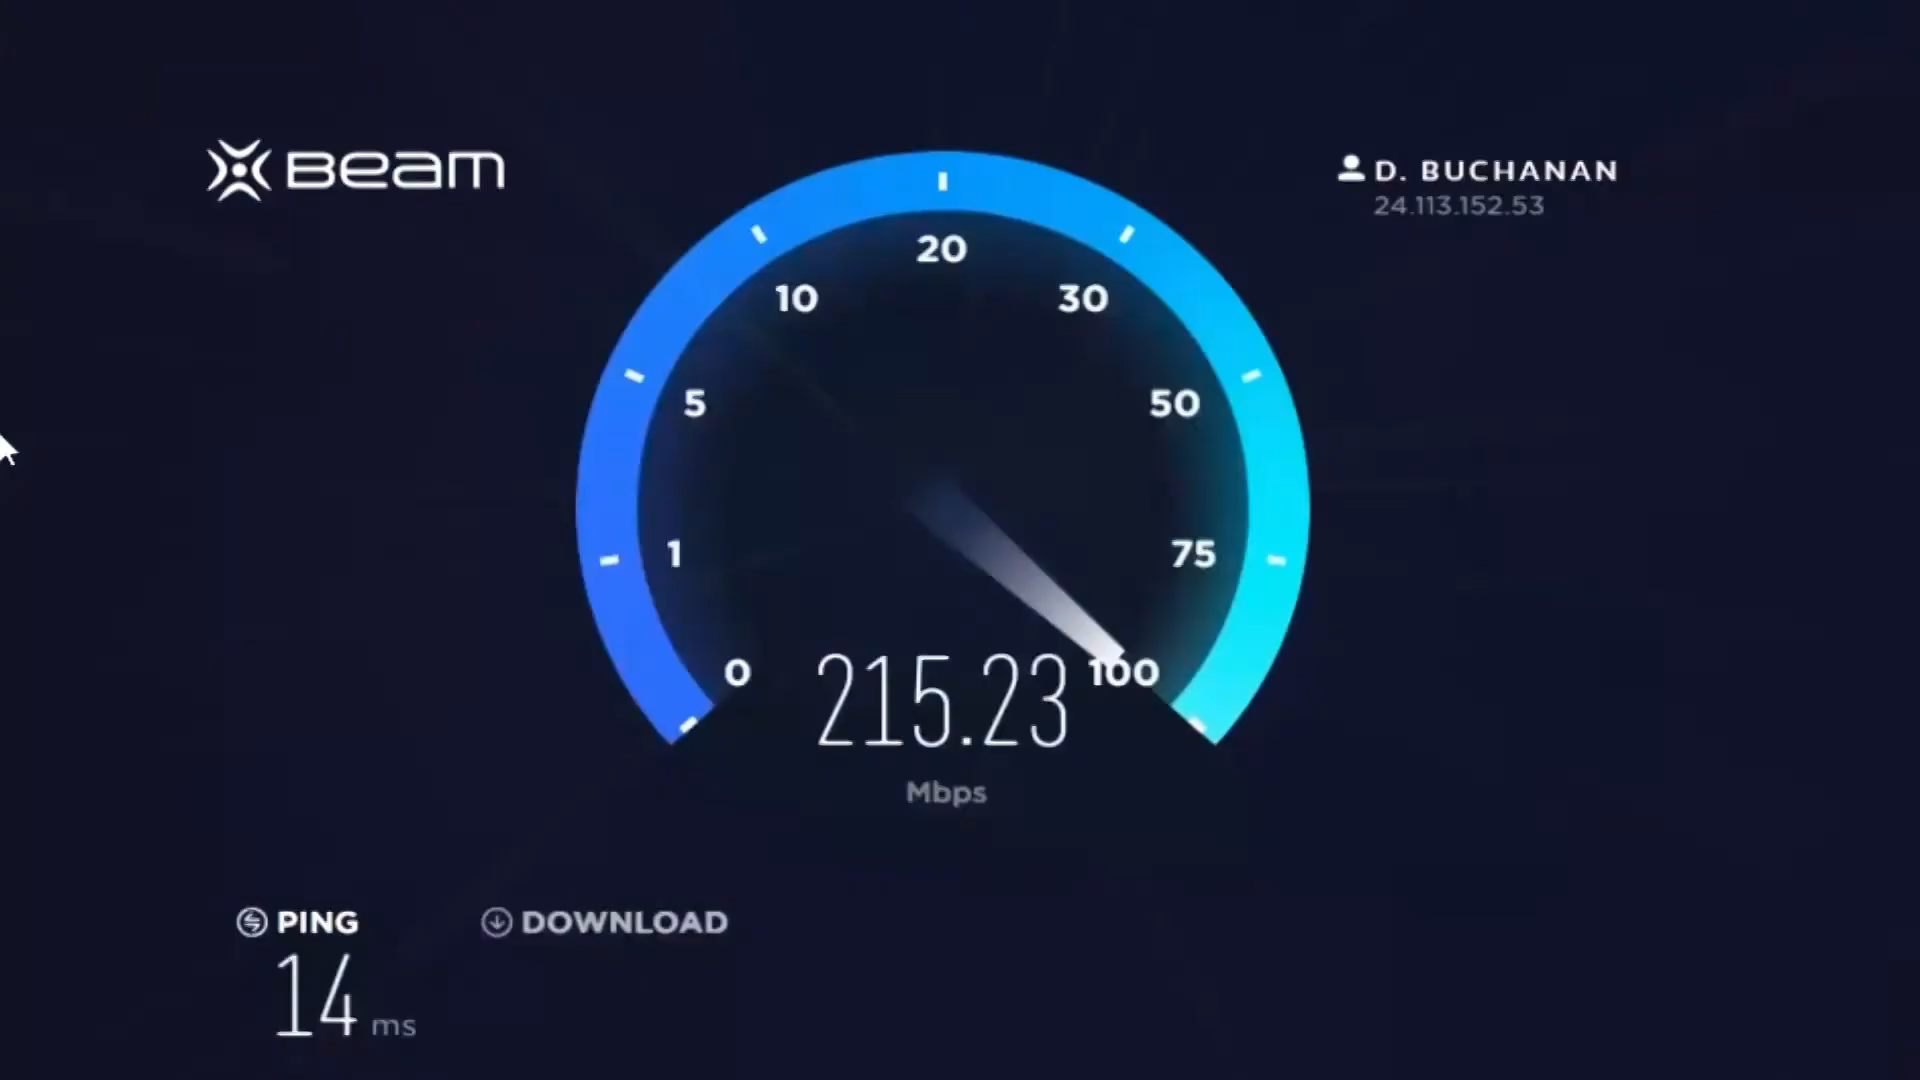 Beam
D. BUCHANAN
24.113.152.53
20
10
30
5
50
1
75
0
100
215.23
Mbps
PING
DOWNLOAD
14 ms